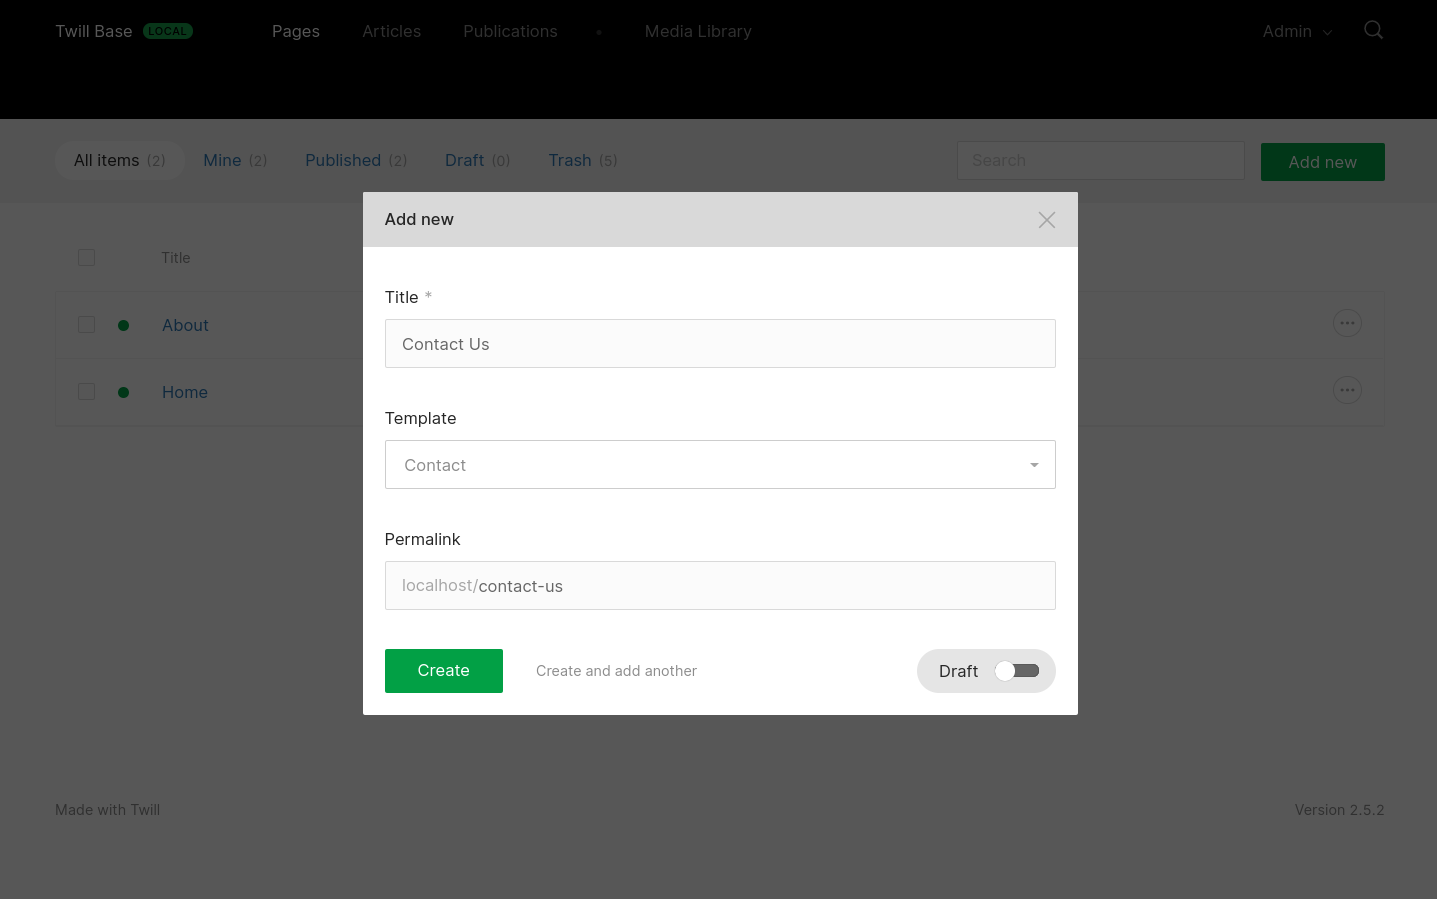 Twill Base LOCAL Pages Articles Publications • Media Library Admin
All items (2) Mine (2) Published (2) Draft (0) Trash (5) Search Add new
Add new
Title
Title *
About
Contact Us
Home
Template
Contact
Permalink
localhost/contact-us
Create Create and add another Draft
Made with Twill Version 2.5.2